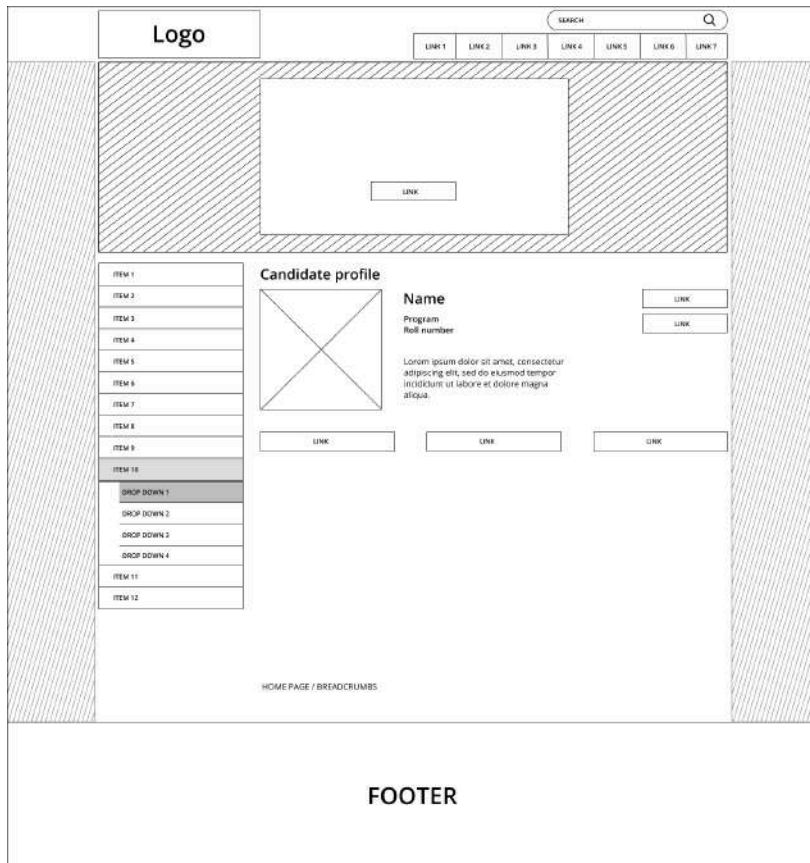 Logo
SEARCH
LINK 1 LINK 2 LINK 3 LINK 4 LINK 5 LINK 6 LINK 7
LINK
ITEM 1
ITEM 2
ITEM 3
ITEM 4
ITEM 5
ITEM 6
ITEM 7
ITEM 8
ITEM 9
ITEM 10
DROP DOWN 1
DROP DOWN 2
DROP DOWN 3
DROP DOWN 4
ITEM 11
ITEM 12
Candidate profile
Name
Program
Roll number
LINK
LINK
Lorem ipsum dolor sit amet, consectetur
adipiscing elit, sed do eiusmod tempor
incididunt ut labore et dolore magna
aliqua.
LINK LINK LINK
HOME PAGE / BREADCRUMBS
FOOTER